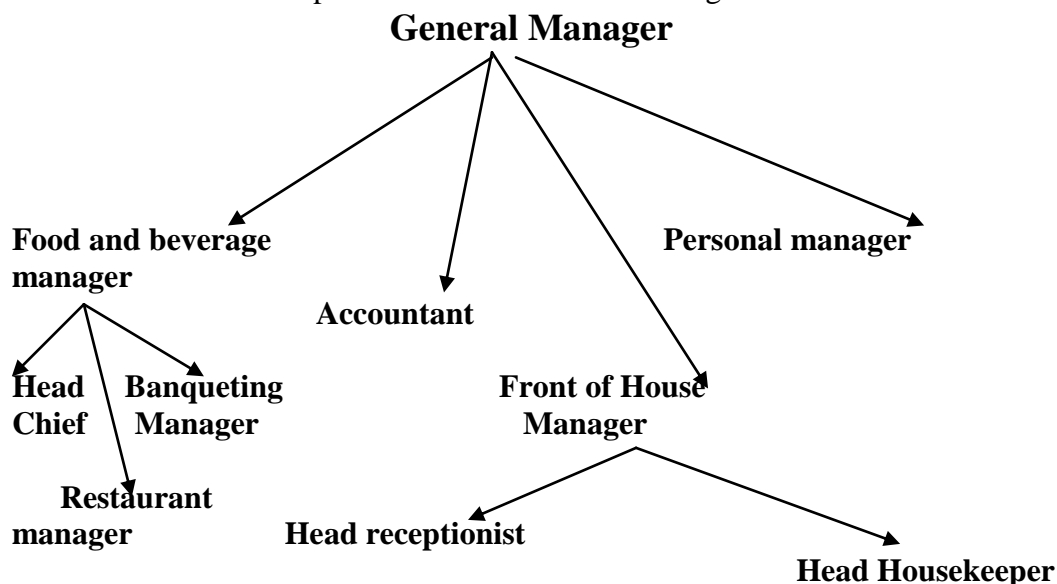 General Manager
Food and beverage
manager
Personal manager
Accountant
Head
Chief
Banqueting
Manager
Front of House
Manager
Restaurant
manager
Head receptionist
Head Housekeeper